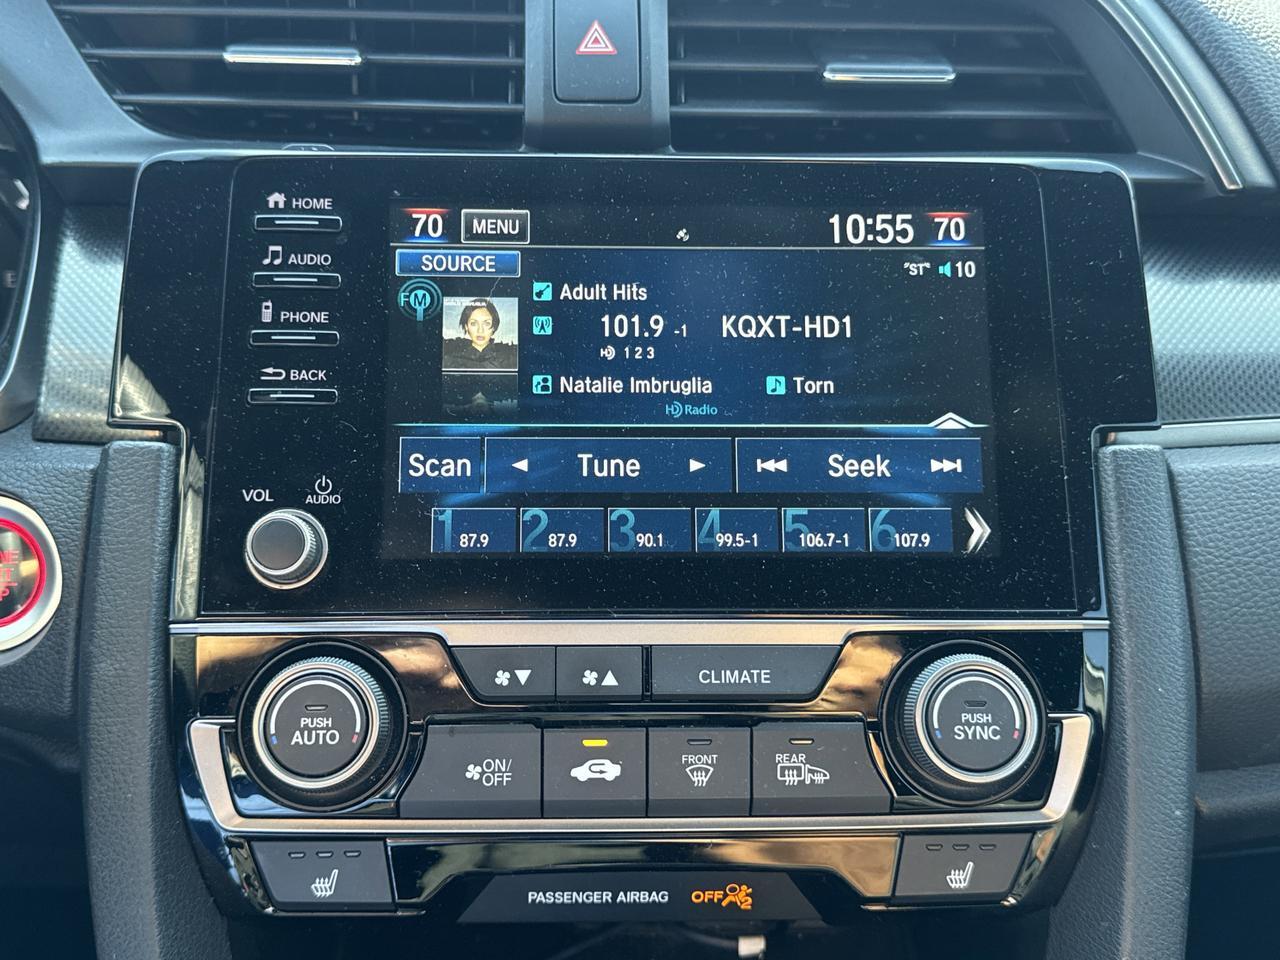 HOME
AUDIO
PHONE
BACK
VOL
AUDIO
70 MENU 10:55 70
SOURCE
"ST" 10
FM
Adult Hits
101.9 -1 KQXT-HD1
HD 1 2 3
Natalie Imbruglia Torn
HD Radio
Scan Tune Seek
1 87.9 2 87.9 3 90.1 4 99.5-1 5 106.7-1 6 107.9
CLIMATE
PUSH
AUTO
PUSH
SYNC
ON/
OFF
FRONT
REAR
PASSENGER AIRBAG OFF 2